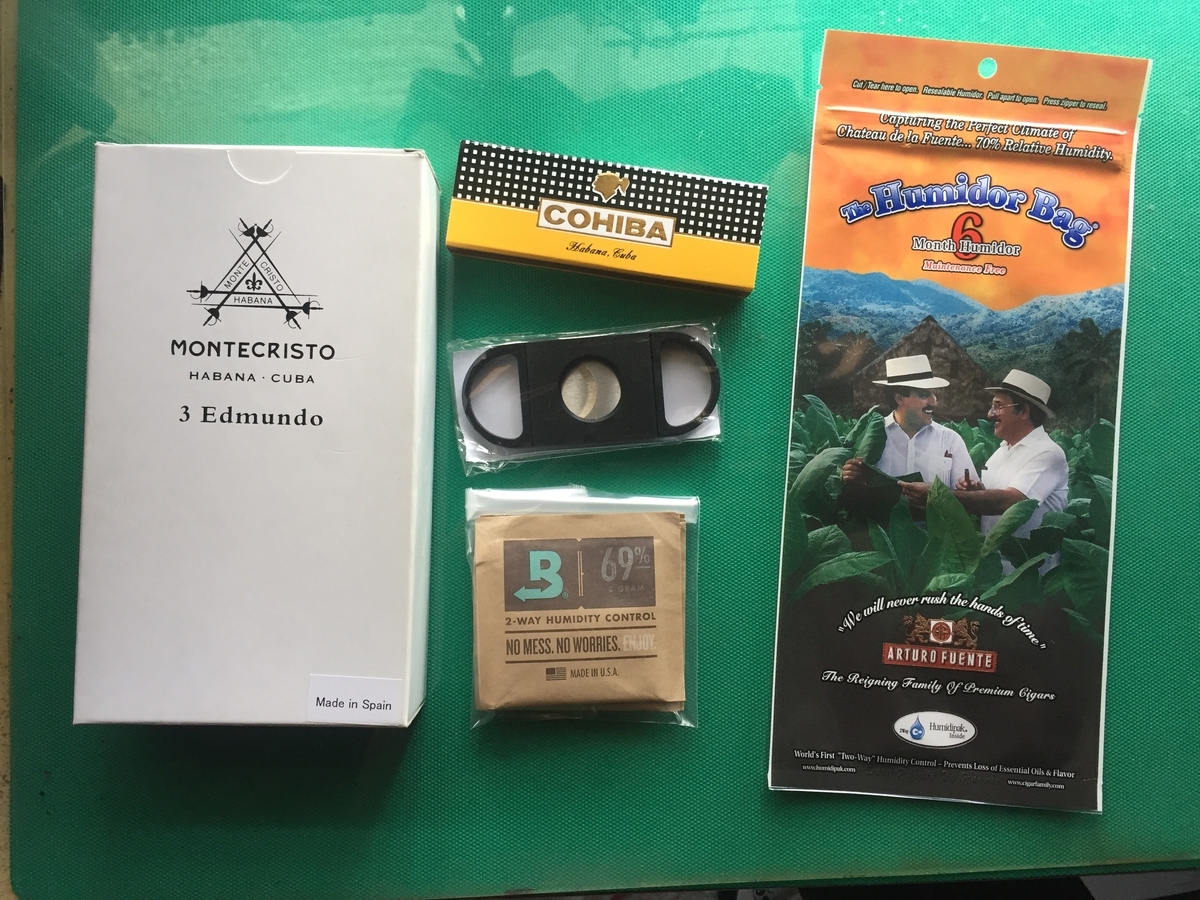 MONTE CRISTO
HABANA
MONTECRISTO
HABANA · CUBA
3 Edmundo
Made in Spain
COHIBA
Habana, Cuba
B
69%
8 GRAM
2-WAY HUMIDITY CONTROL
NO MESS. NO WORRIES. ENJOY.
MADE IN U.S.A.
Cut/Tear here to open. Resealable Humidor. Pull apart to open. Press zipper to reseal.
Capturing the Perfect Climate of
Chateau de la Fuente... 70% Relative Humidity.
The Humidor Bag®
6
Month Humidor
Maintenance Free
"We will never rush the hands of time"
ARTURO FUENTE
The Reigning Family Of Premium Cigars
2Way
Humidipak®
Inside
World's First "Two-Way" Humidity Control – Prevents Loss of Essential Oils & Flavor
www.humidipak.com
www.cigarfamily.com